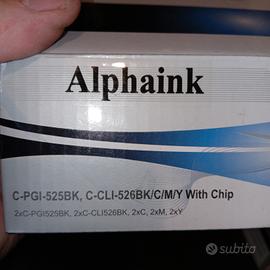 Alphaink
C-PGI-525BK, C-CLI-526BK/C/M/Y With Chip
2xC-PGI525BK, 2xC-CLI526BK, 2xC, 2xM, 2xY
subito